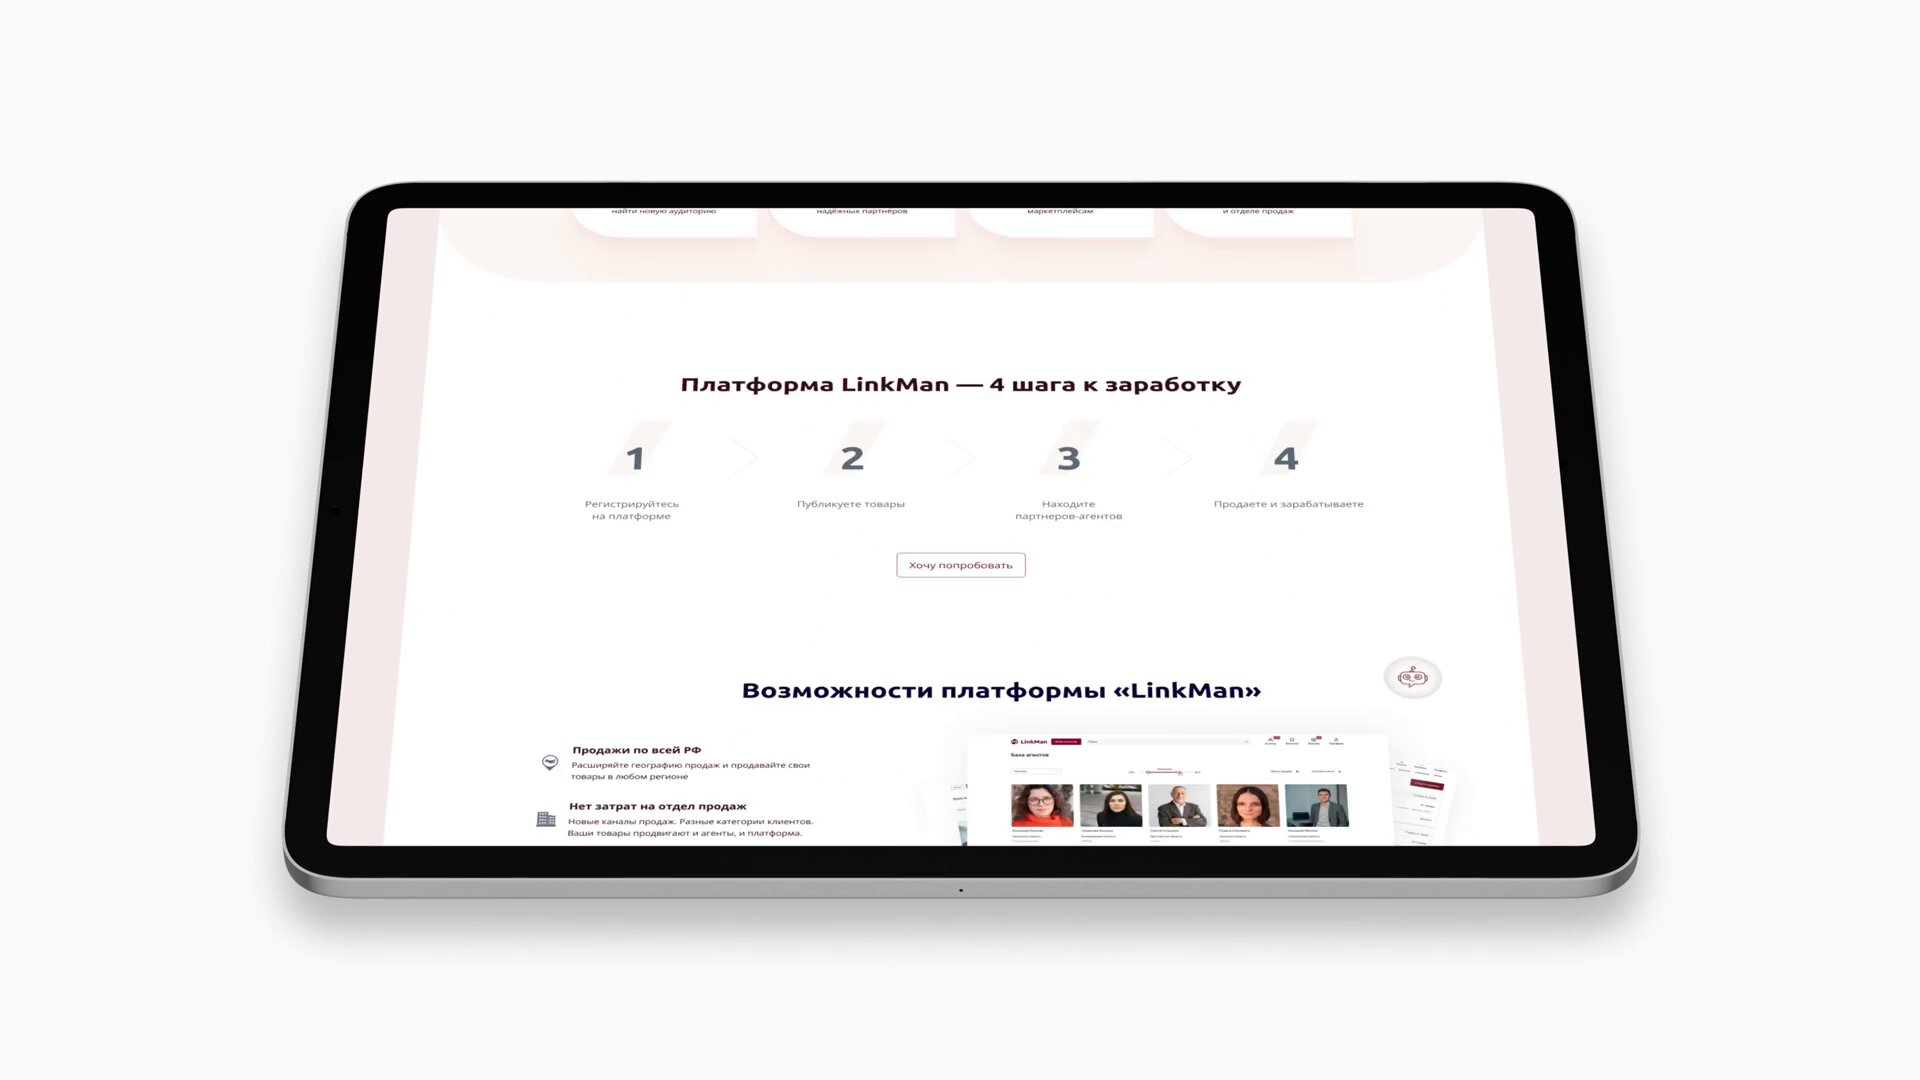 найти новую аудиторию
надёжных партнёров
маркетплейсам
и отделе продаж
Платформа LinkMan — 4 шага к заработку
1
2
3
4
Регистрируйтесь
на платформе
Публикуете товары
Находите
партнеров-агентов
Продаете и зарабатываете
Хочу попробовать
Возможности платформы «LinkMan»
Продажи по всей РФ
Расширяйте географию продаж и продавайте свои
товары в любом регионе
Нет затрат на отдел продаж
Новые каналы продаж. Разные категории клиентов.
Ваши товары продвигают и агенты, и платформа.
LinkMan
База агентов